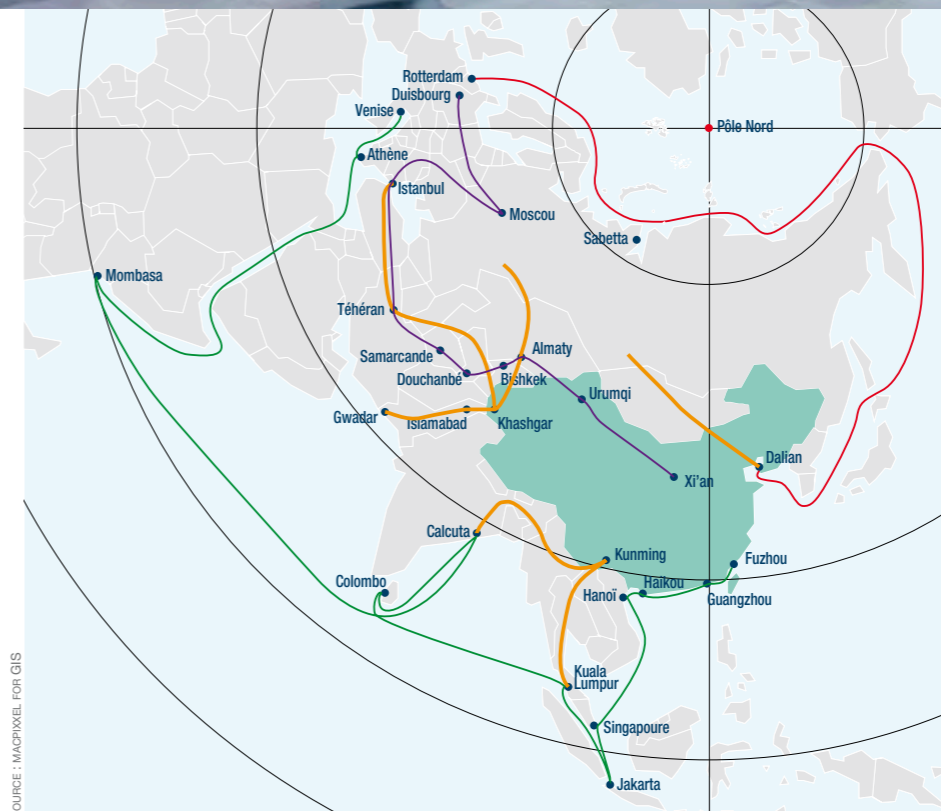 Rotterdam
Duisbourg
Venise
Pôle Nord
Athène
Istanbul
Moscou
Sabetta
Mombasa
Téhéran
Samarcande
Almaty
Douchanbé
Bishkek
Urumqi
Gwadar
Islamabad
Khashgar
Dalian
Xi'an
Calcuta
Kunming
Fuzhou
Colombo
Hanoï
Haïkou
Guangzhou
Kuala
Lumpur
Singapoure
Jakarta
OURCE : MACPIXXEL FOR GIS